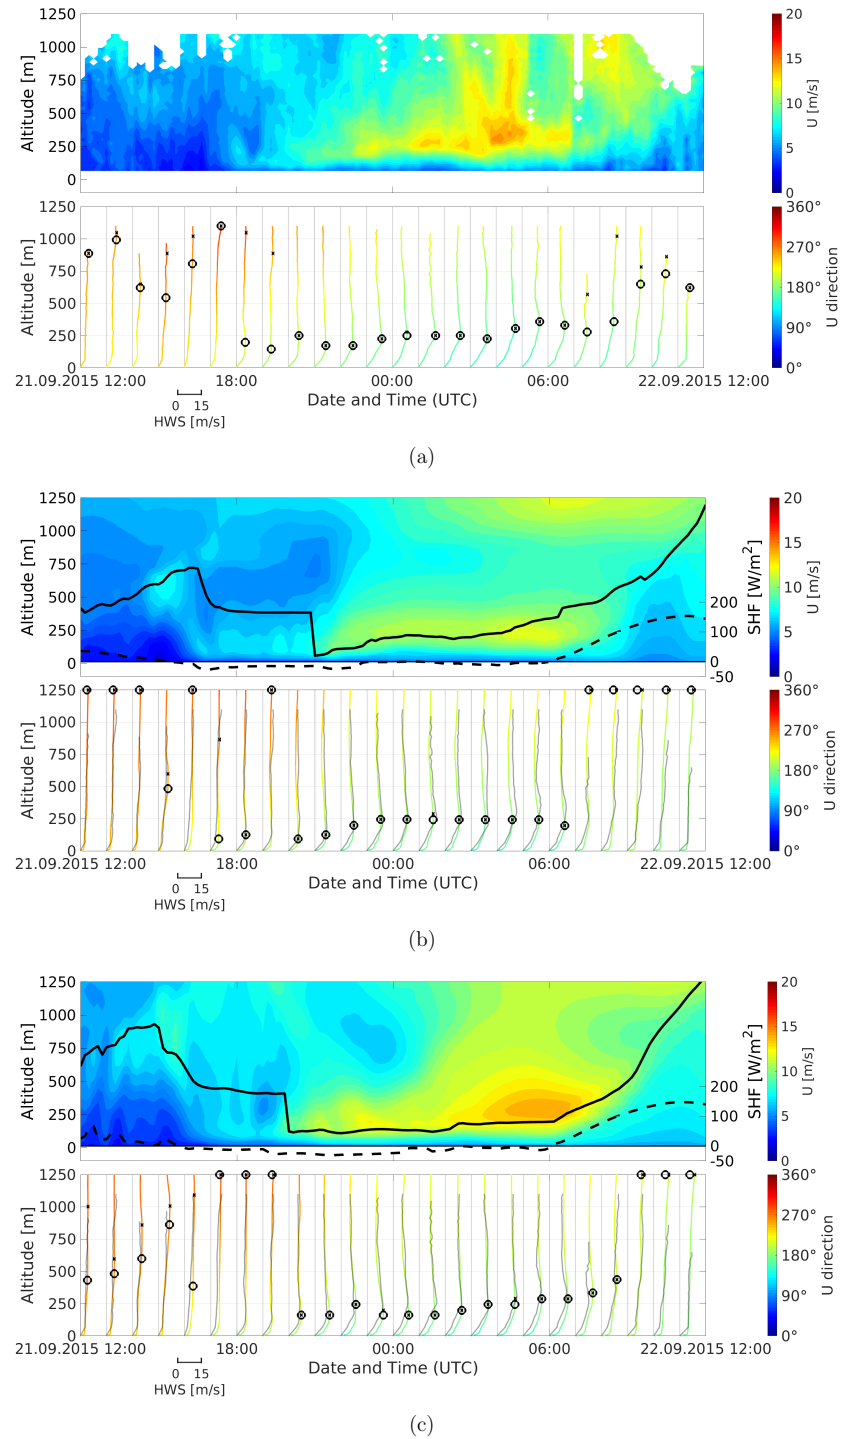 1250
1000
750
500
250
0
Altitude [m]
20
15
10
5
0
U [m/s]
1250
1000
750
500
250
0
Altitude [m]
360°
270°
180°
90°
0°
U direction
21.09.2015 12:00 18:00 00:00 06:00 22.09.2015 12:00
Date and Time (UTC)
0 15
HWS [m/s]
(a)
1250
1000
750
500
250
0
Altitude [m]
200
100
0
-50
SHF [W/m²]
20
15
10
5
0
U [m/s]
1250
1000
750
500
250
0
Altitude [m]
360°
270°
180°
90°
0°
U direction
21.09.2015 12:00 18:00 00:00 06:00 22.09.2015 12:00
Date and Time (UTC)
0 15
HWS [m/s]
(b)
1250
1000
750
500
250
0
Altitude [m]
200
100
0
-50
SHF [W/m²]
20
15
10
5
0
U [m/s]
1250
1000
750
500
250
0
Altitude [m]
360°
270°
180°
90°
0°
U direction
21.09.2015 12:00 18:00 00:00 06:00 22.09.2015 12:00
Date and Time (UTC)
0 15
HWS [m/s]
(c)